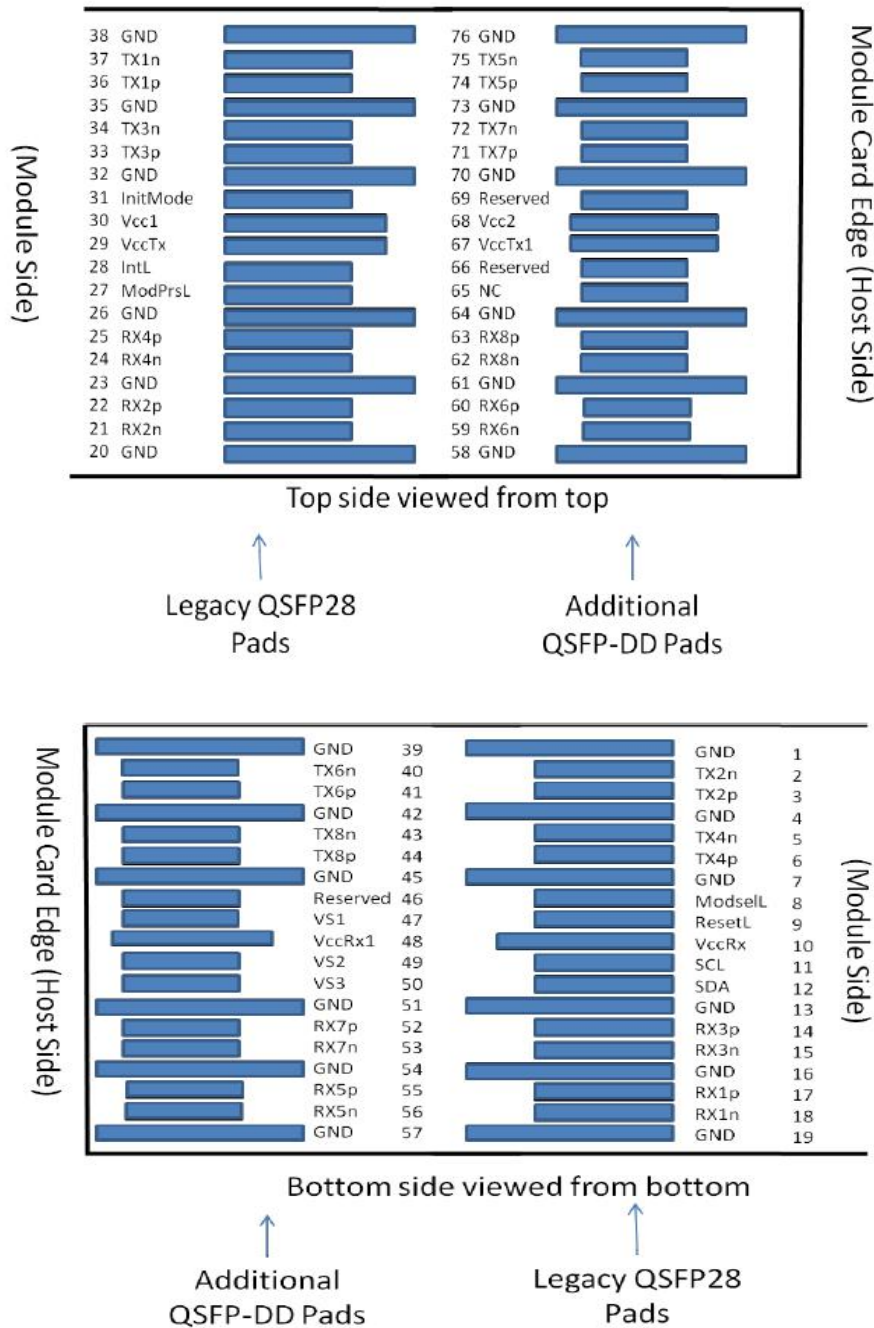 (Module Side)
38 GND
37 TX1n
36 TX1p
35 GND
34 TX3n
33 TX3p
32 GND
31 InitMode
30 Vcc1
29 VccTx
28 IntL
27 ModPrsL
26 GND
25 RX4p
24 RX4n
23 GND
22 RX2p
21 RX2n
20 GND
76 GND
75 TX5n
74 TX5p
73 GND
72 TX7n
71 TX7p
70 GND
69 Reserved
68 Vcc2
67 VccTx1
66 Reserved
65 NC
64 GND
63 RX8p
62 RX8n
61 GND
60 RX6p
59 RX6n
58 GND
Module Card Edge (Host Side)
Top side viewed from top
Legacy QSFP28
Pads
Additional
QSFP-DD Pads
Module Card Edge (Host Side)
GND 39
TX6n 40
TX6p 41
GND 42
TX8n 43
TX8p 44
GND 45
Reserved 46
VS1 47
VccRx1 48
VS2 49
VS3 50
GND 51
RX7p 52
RX7n 53
GND 54
RX5p 55
RX5n 56
GND 57
GND 1
TX2n 2
TX2p 3
GND 4
TX4n 5
TX4p 6
GND 7
ModselL 8
ResetL 9
VccRx 10
SCL 11
SDA 12
GND 13
RX3p 14
RX3n 15
GND 16
RX1p 17
RX1n 18
GND 19
(Module Side)
Bottom side viewed from bottom
Additional
QSFP-DD Pads
Legacy QSFP28
Pads